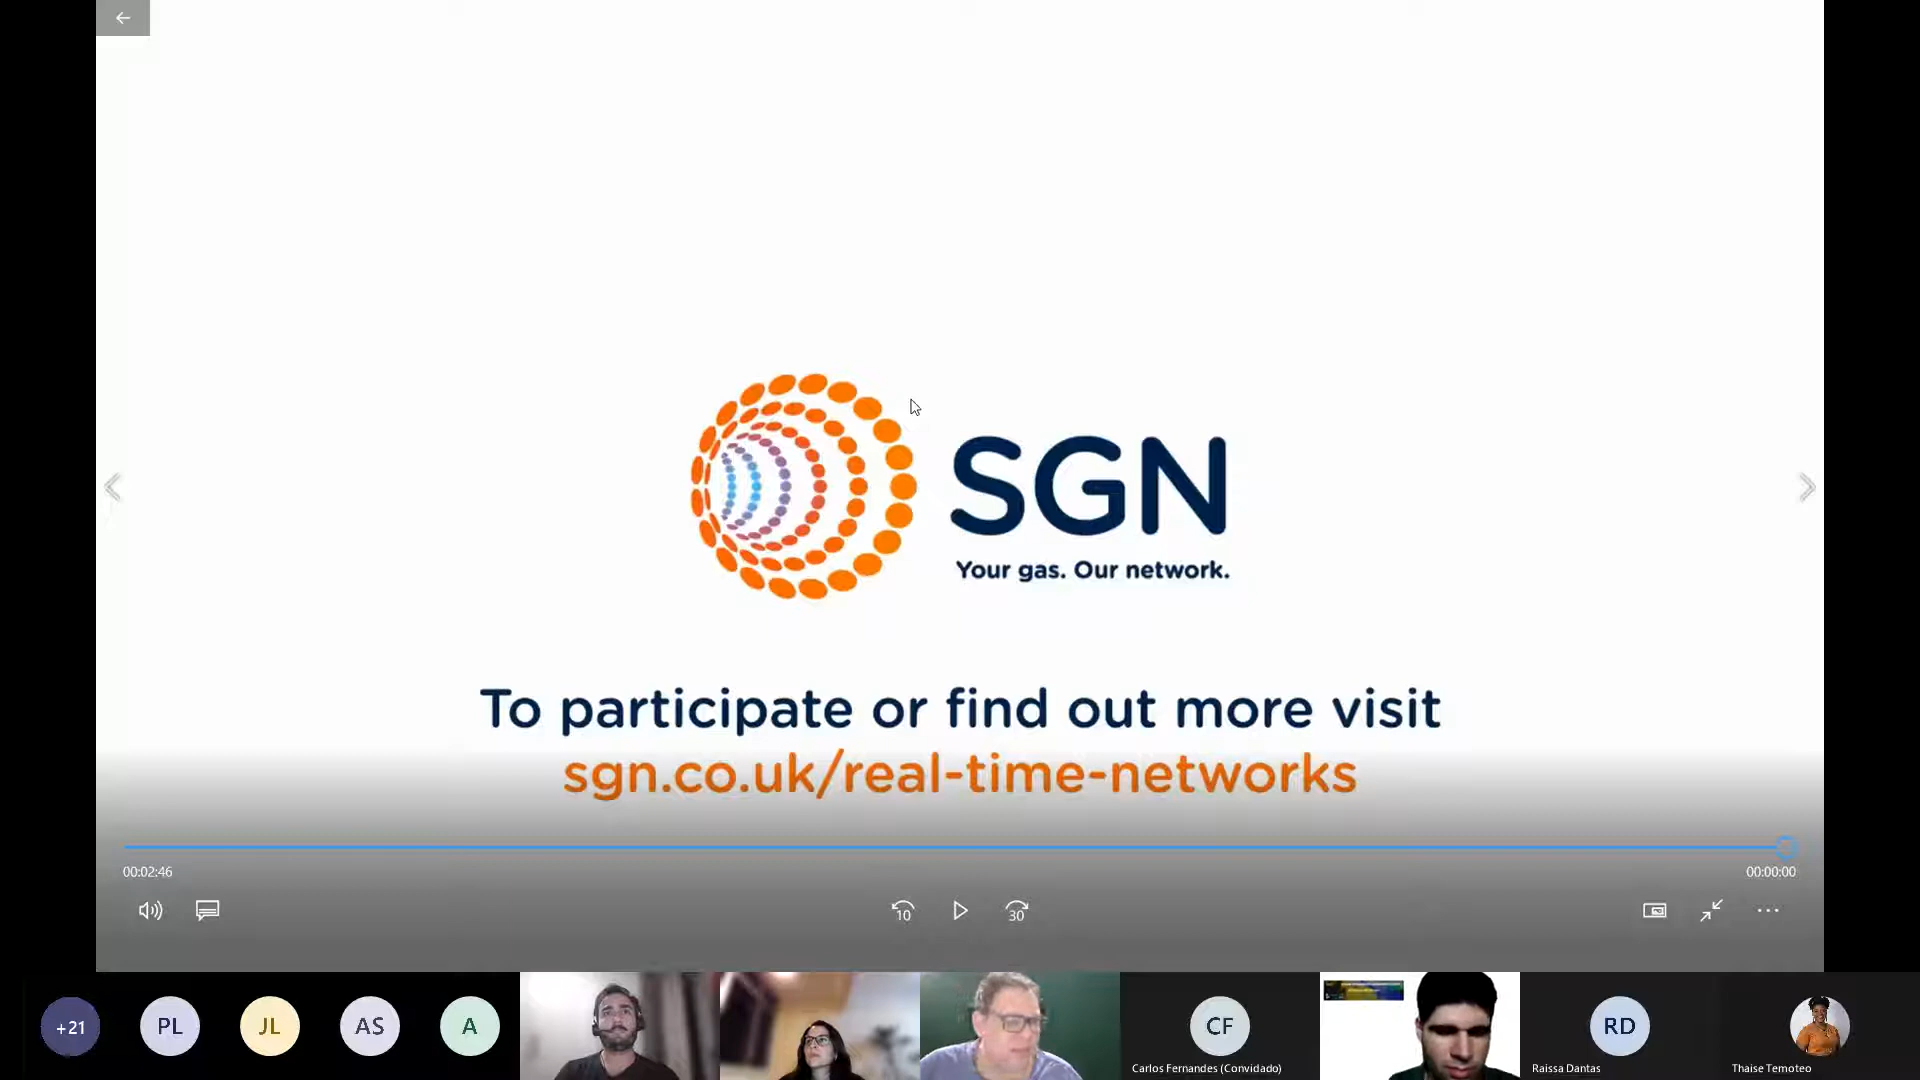 SGN
Your gas. Our network.
To participate or find out more visit
sgn.co.uk/real-time-networks
00:02:46
00:00:00
10
30
+21
PL
JL
AS
A
CF
RD
Carlos Fernandes (Convidado)
Raissa Dantas
Thaise Temoteo